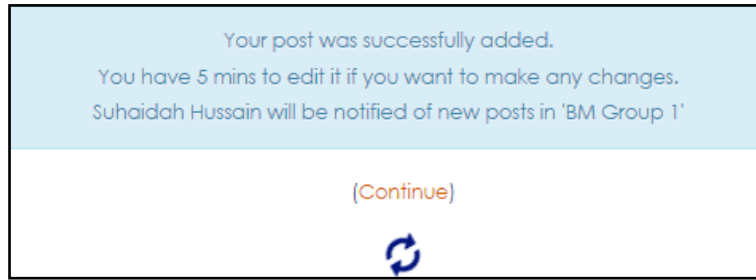 Your post was successfully added.
You have 5 mins to edit it if you want to make any changes.
Suhaidah Hussain will be notified of new posts in 'BM Group 1'
(Continue)